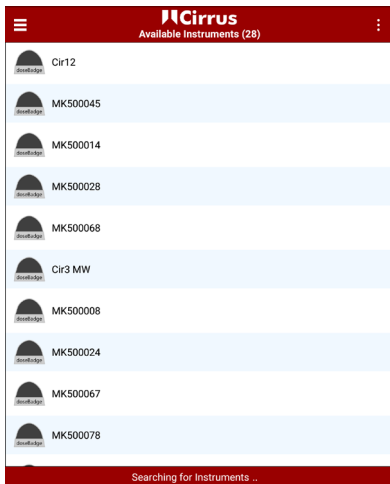 Cirrus
Available Instruments (28)
doseBadge
Cir12
doseBadge
MK500045
doseBadge
MK500014
doseBadge
MK500028
doseBadge
MK500068
doseBadge
Cir3 MW
doseBadge
MK500008
doseBadge
MK500024
doseBadge
MK500067
doseBadge
MK500078
Searching for Instruments ..